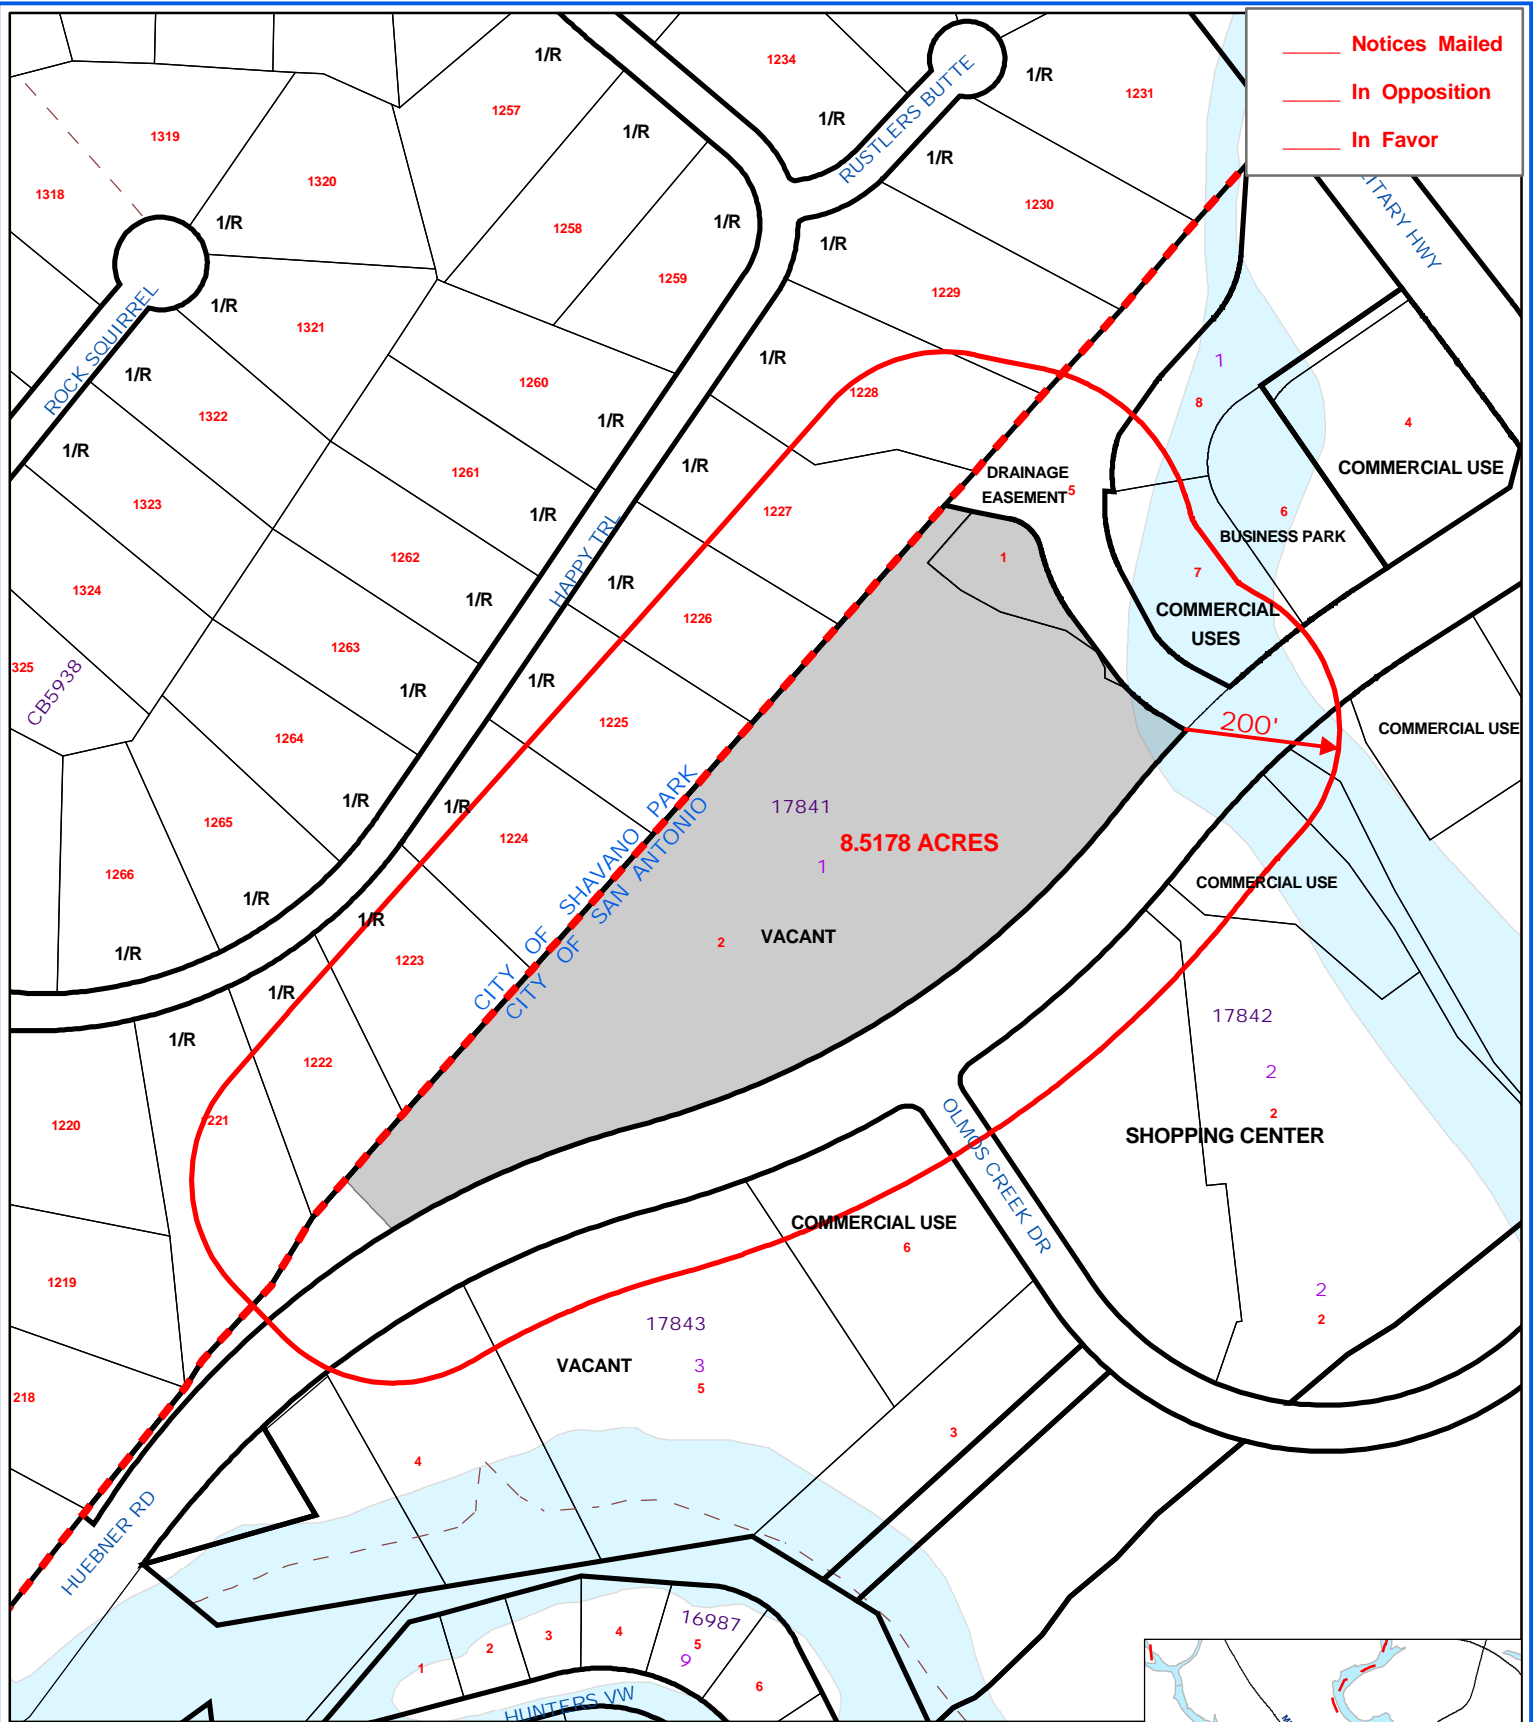 _____ Notices Mailed
_____ In Opposition
_____ In Favor
1/R
1234
1/R
1231
1257
1319
1/R
1/R
RUSTLERS BUTTE
1/R
1320
1318
1230
1/R
1258
1/R
1/R
ITARY HWY
1259
1229
1/R
1321
ROCK SQUIRREL
1/R
1/R
1
1260
1228
8
1322
1/R
4
1/R
1/R
1261
COMMERCIAL USE
DRAINAGE
EASEMENT
5
1323
1227
1/R
6
BUSINESS PARK
1262
1
7
HAPPY TRL
1/R
1324
1/R
COMMERCIAL
USES
1226
1263
325
CB5938
1/R
1/R
1225
200'
COMMERCIAL USE
1264
1/R
1/R
17841
1265
1224
8.5178 ACRES
1
1266
COMMERCIAL USE
1/R
1/R
CITY OF SHAVANO PARK
CITY OF SAN ANTONIO
2
VACANT
1/R
1223
1/R
17842
1/R
1222
2
1220
1221
2
OLMOS CREEK DR
SHOPPING CENTER
COMMERCIAL USE
6
1219
2
2
17843
VACANT
3
5
218
3
4
HUEBNER RD
16987
4
3
5
2
9
1
6
HUNTERS VW